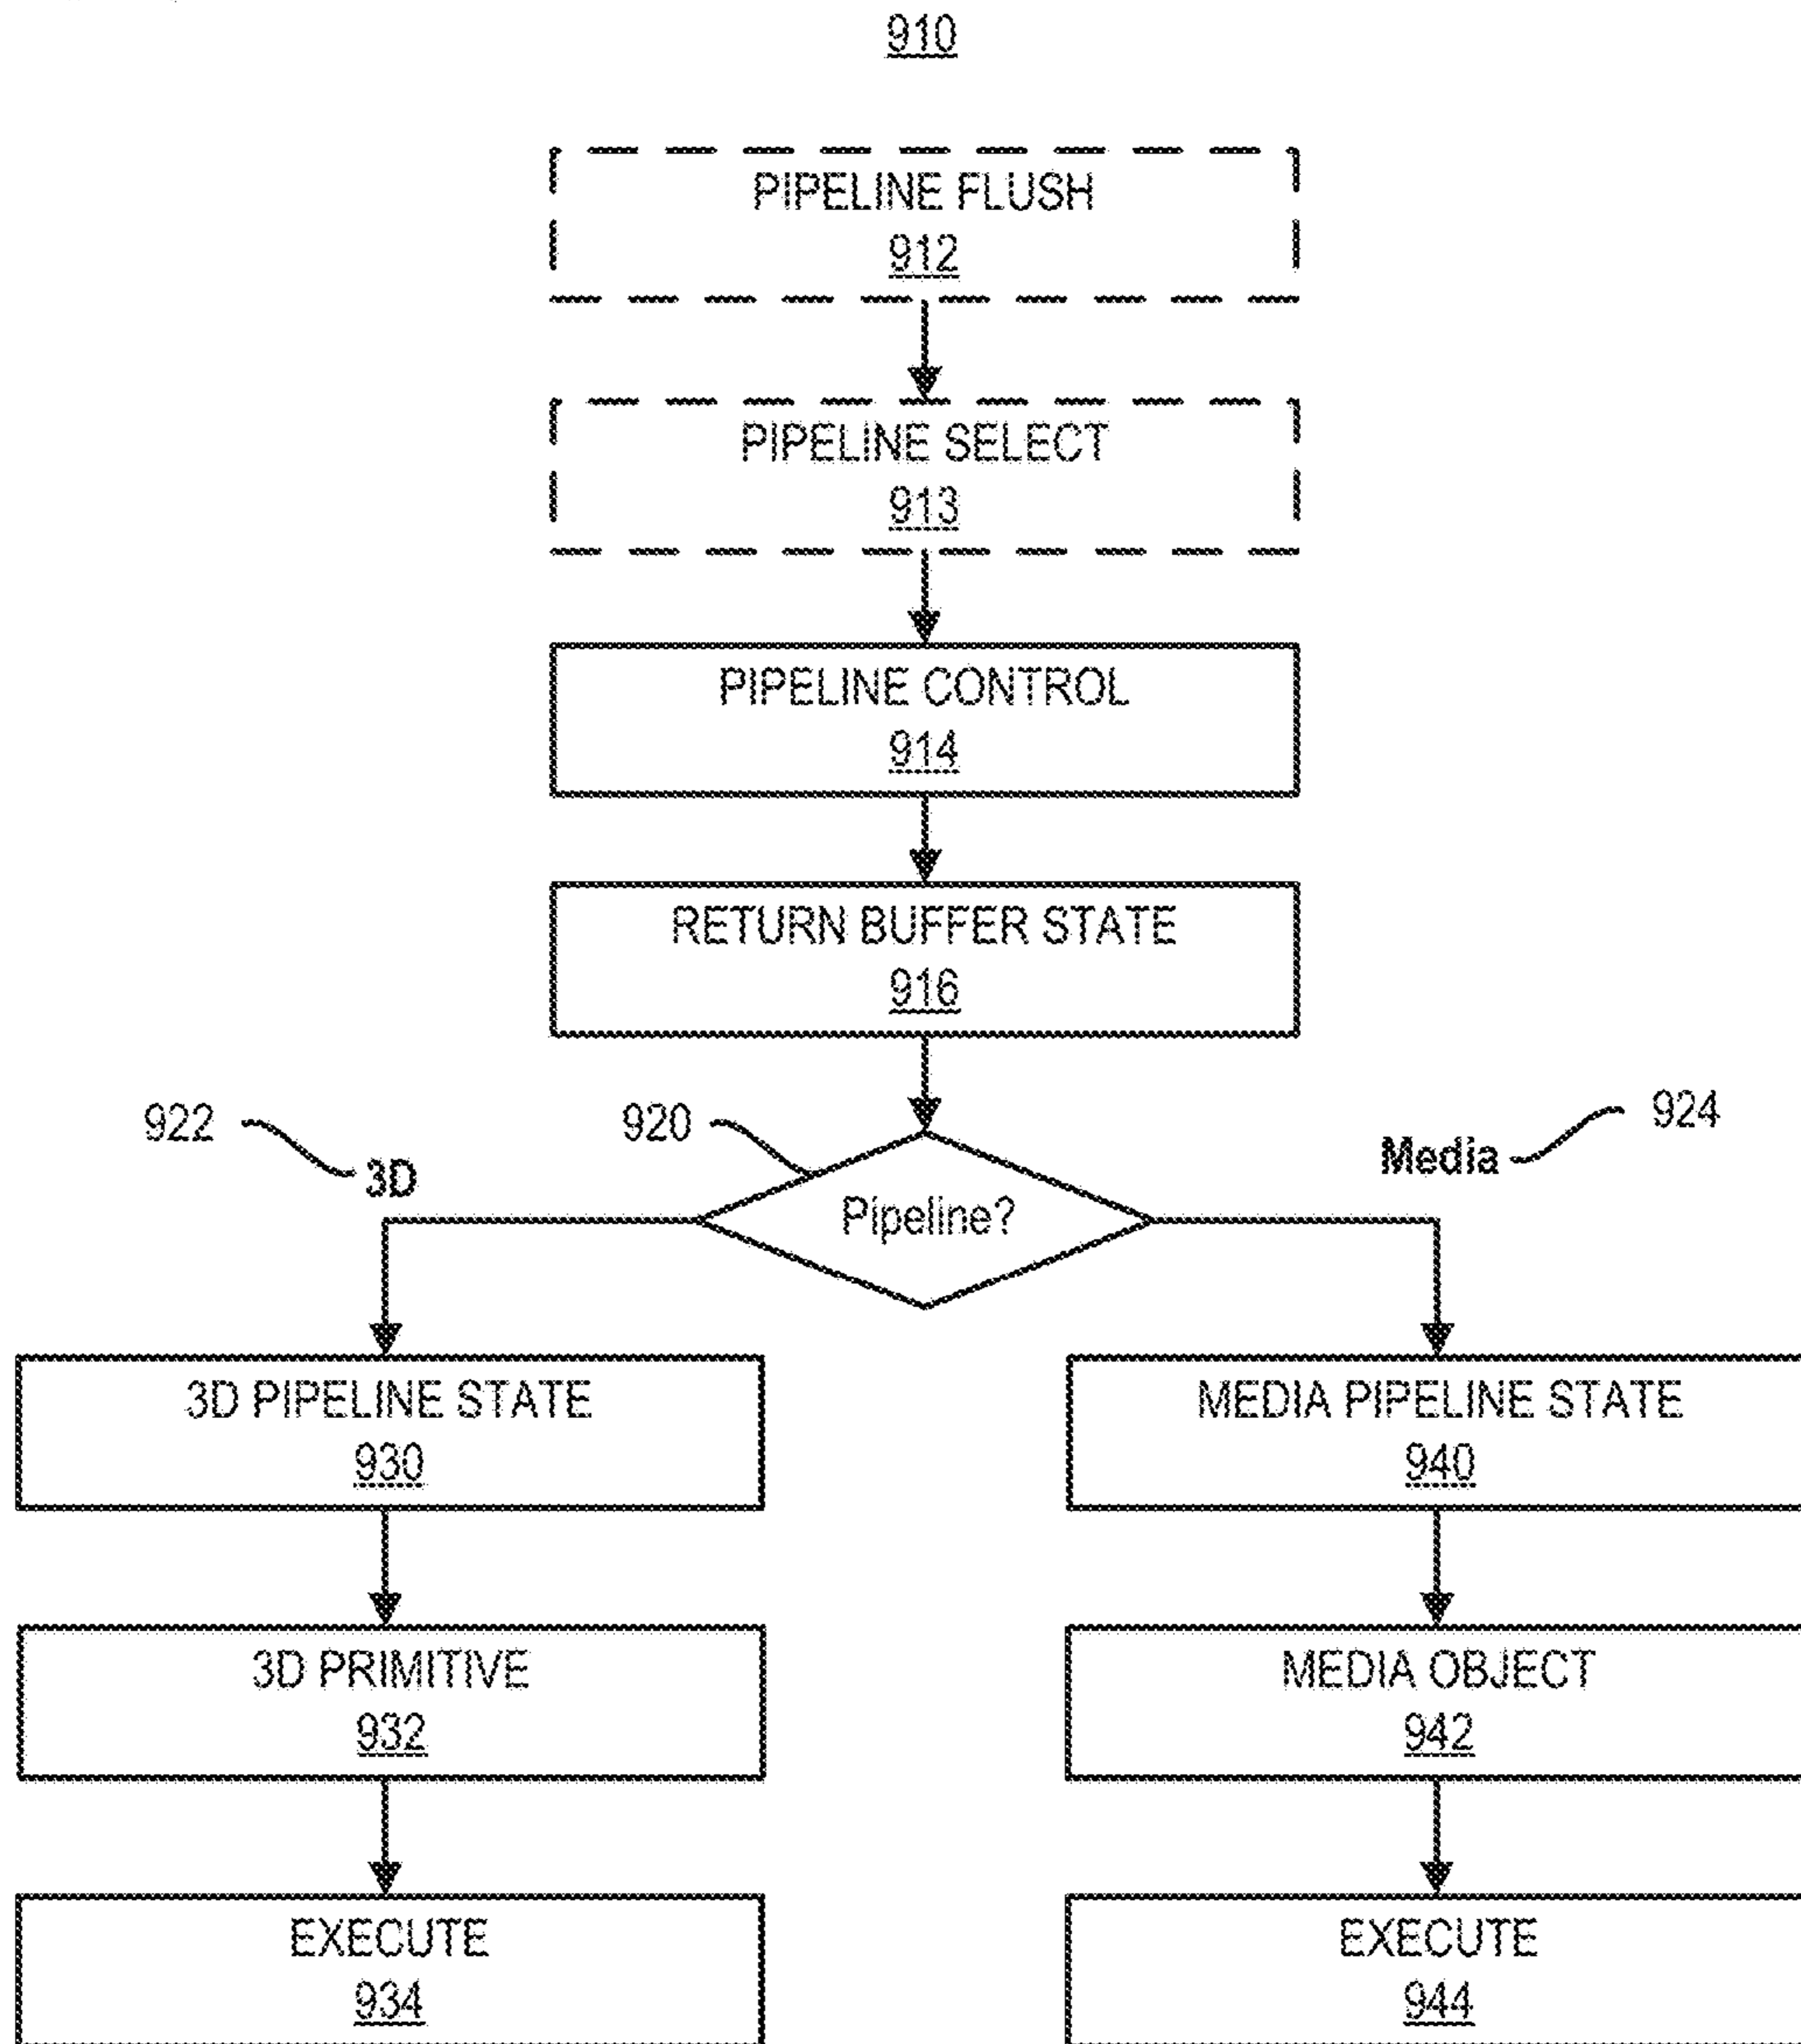 910
PIPELINE FLUSH
912
PIPELINE SELECT
913
PIPELINE CONTROL
914
RETURN BUFFER STATE
916
922
920
924
3D
Media
Pipeline?
3D PIPELINE STATE
930
MEDIA PIPELINE STATE
940
3D PRIMITIVE
932
MEDIA OBJECT
942
EXECUTE
934
EXECUTE
944